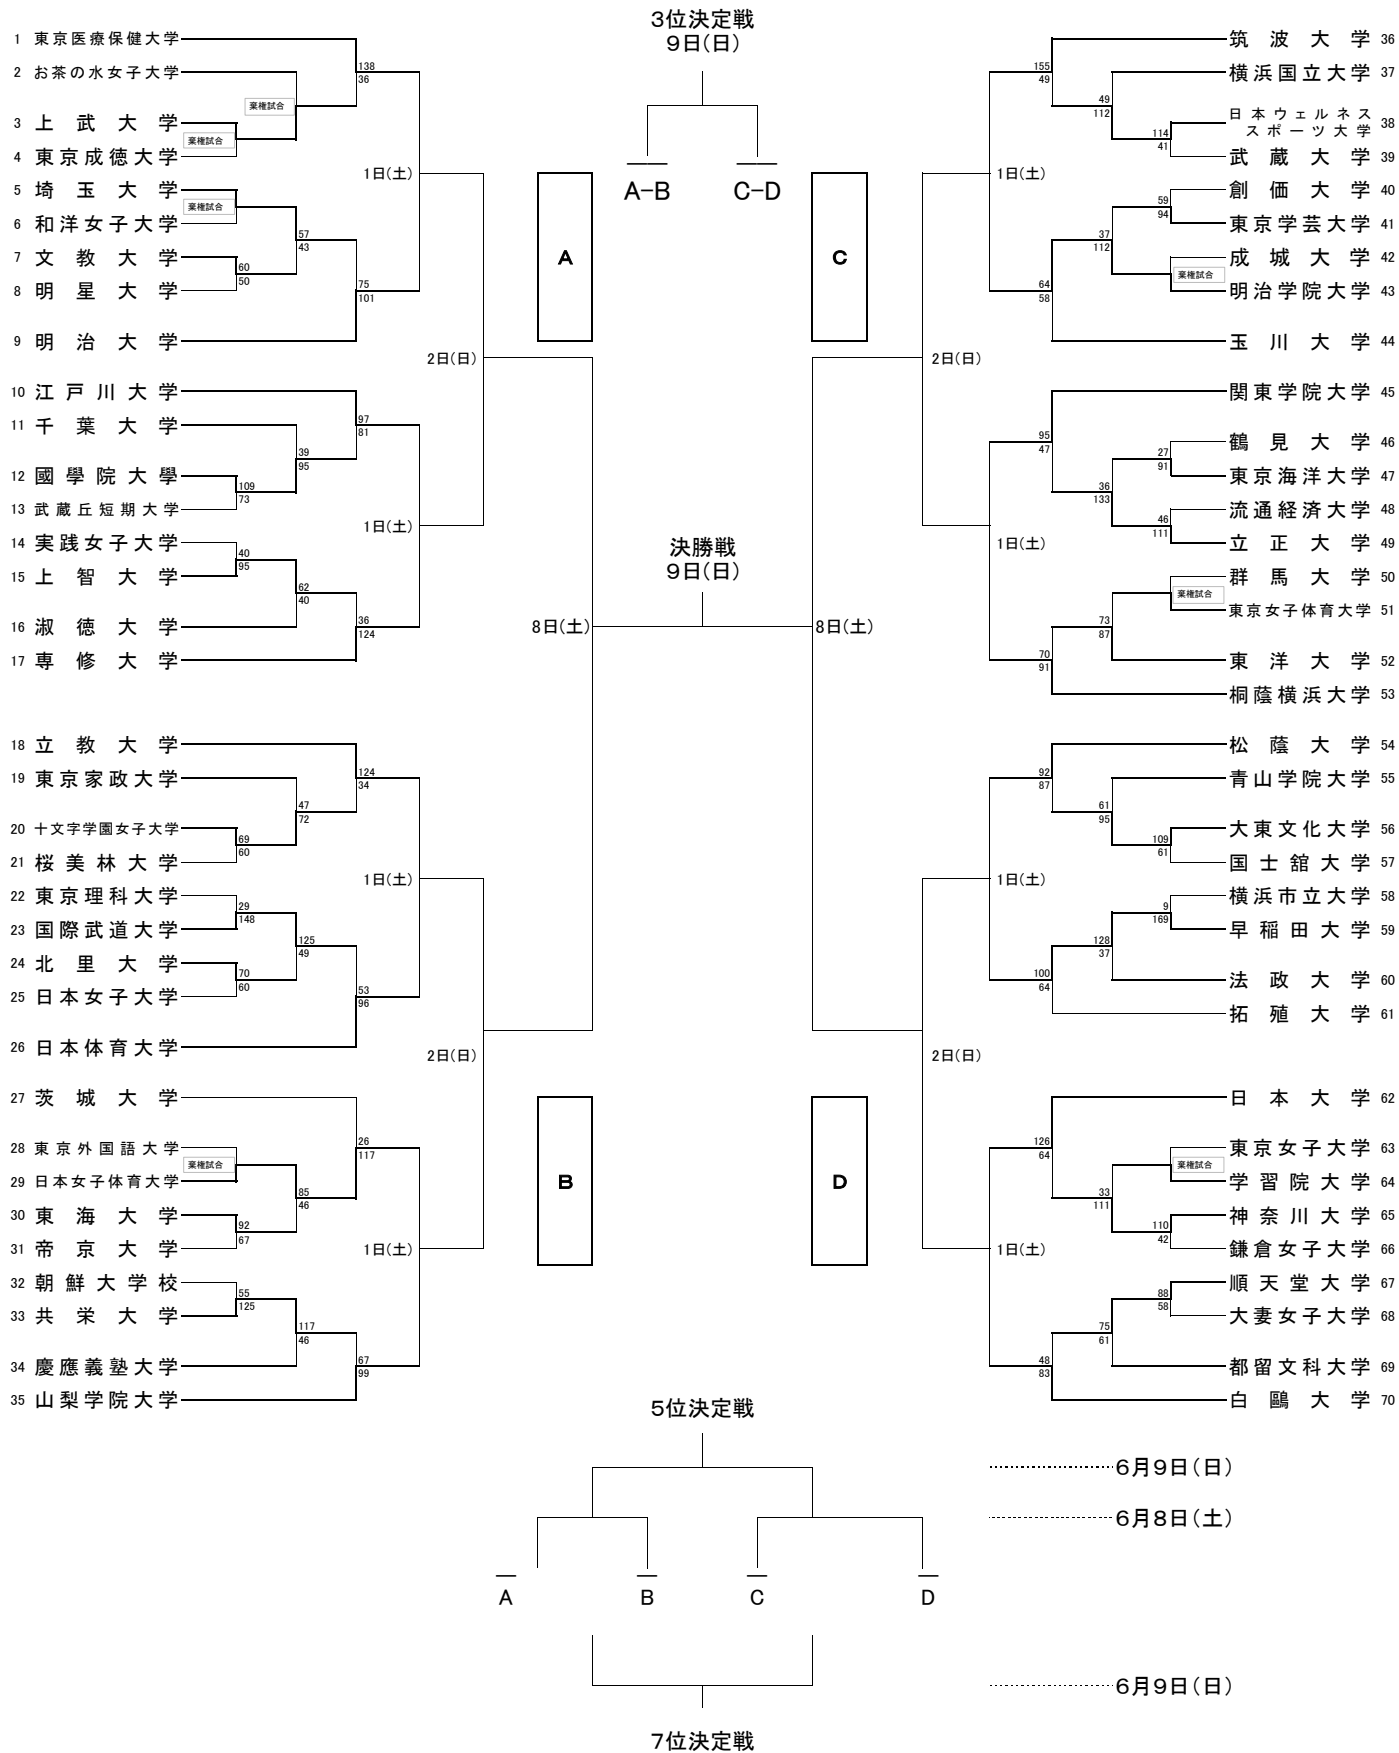 3位決定戦
9日(日)
A-B
C-D
1 東京医療保健大学
2 お茶の水女子大学
3 上武大学
4 東京成徳大学
5 埼玉大学
6 和洋女子大学
7 文教大学
8 明星大学
9 明治大学
10 江戸川大学
11 千葉大学
12 國學院大學
13 武蔵丘短期大学
14 実践女子大学
15 上智大学
16 淑徳大学
17 専修大学
138
36
棄権試合
棄権試合
棄権試合
57
43
60
50
75
101
97
81
39
95
109
73
40
95
62
40
36
124
1日(土)
1日(土)
2日(日)
A
18 立教大学
19 東京家政大学
20 十文字学園女子大学
21 桜美林大学
22 東京理科大学
23 国際武道大学
24 北里大学
25 日本女子大学
26 日本体育大学
27 茨城大学
28 東京外国語大学
29 日本女子体育大学
30 東海大学
31 帝京大学
32 朝鮮大学校
33 共栄大学
34 慶應義塾大学
35 山梨学院大学
124
34
47
72
69
60
29
148
125
49
70
60
53
96
26
117
棄権試合
85
46
92
67
55
125
117
46
67
99
1日(土)
1日(土)
2日(日)
B
8日(土)
決勝戦
9日(日)
8日(土)
筑波大学 36
横浜国立大学 37
日本ウェルネス
スポーツ大学 38
武蔵大学 39
創価大学 40
東京学芸大学 41
成城大学 42
明治学院大学 43
玉川大学 44
関東学院大学 45
鶴見大学 46
東京海洋大学 47
流通経済大学 48
立正大学 49
群馬大学 50
東京女子体育大学 51
東洋大学 52
桐蔭横浜大学 53
155
49
49
112
114
41
59
94
37
112
棄権試合
64
58
95
47
27
91
36
133
46
111
棄権試合
73
87
70
91
1日(土)
1日(土)
2日(日)
C
松蔭大学 54
青山学院大学 55
大東文化大学 56
国士舘大学 57
横浜市立大学 58
早稲田大学 59
法政大学 60
拓殖大学 61
日本大学 62
東京女子大学 63
学習院大学 64
神奈川大学 65
鎌倉女子大学 66
順天堂大学 67
大妻女子大学 68
都留文科大学 69
白鷗大学 70
92
87
61
95
109
61
9
169
128
37
100
64
126
64
棄権試合
33
111
110
42
88
58
75
61
48
83
1日(土)
1日(土)
2日(日)
D
5位決定戦
6月9日(日)
6月8日(土)
A
B
C
D
6月9日(日)
7位決定戦